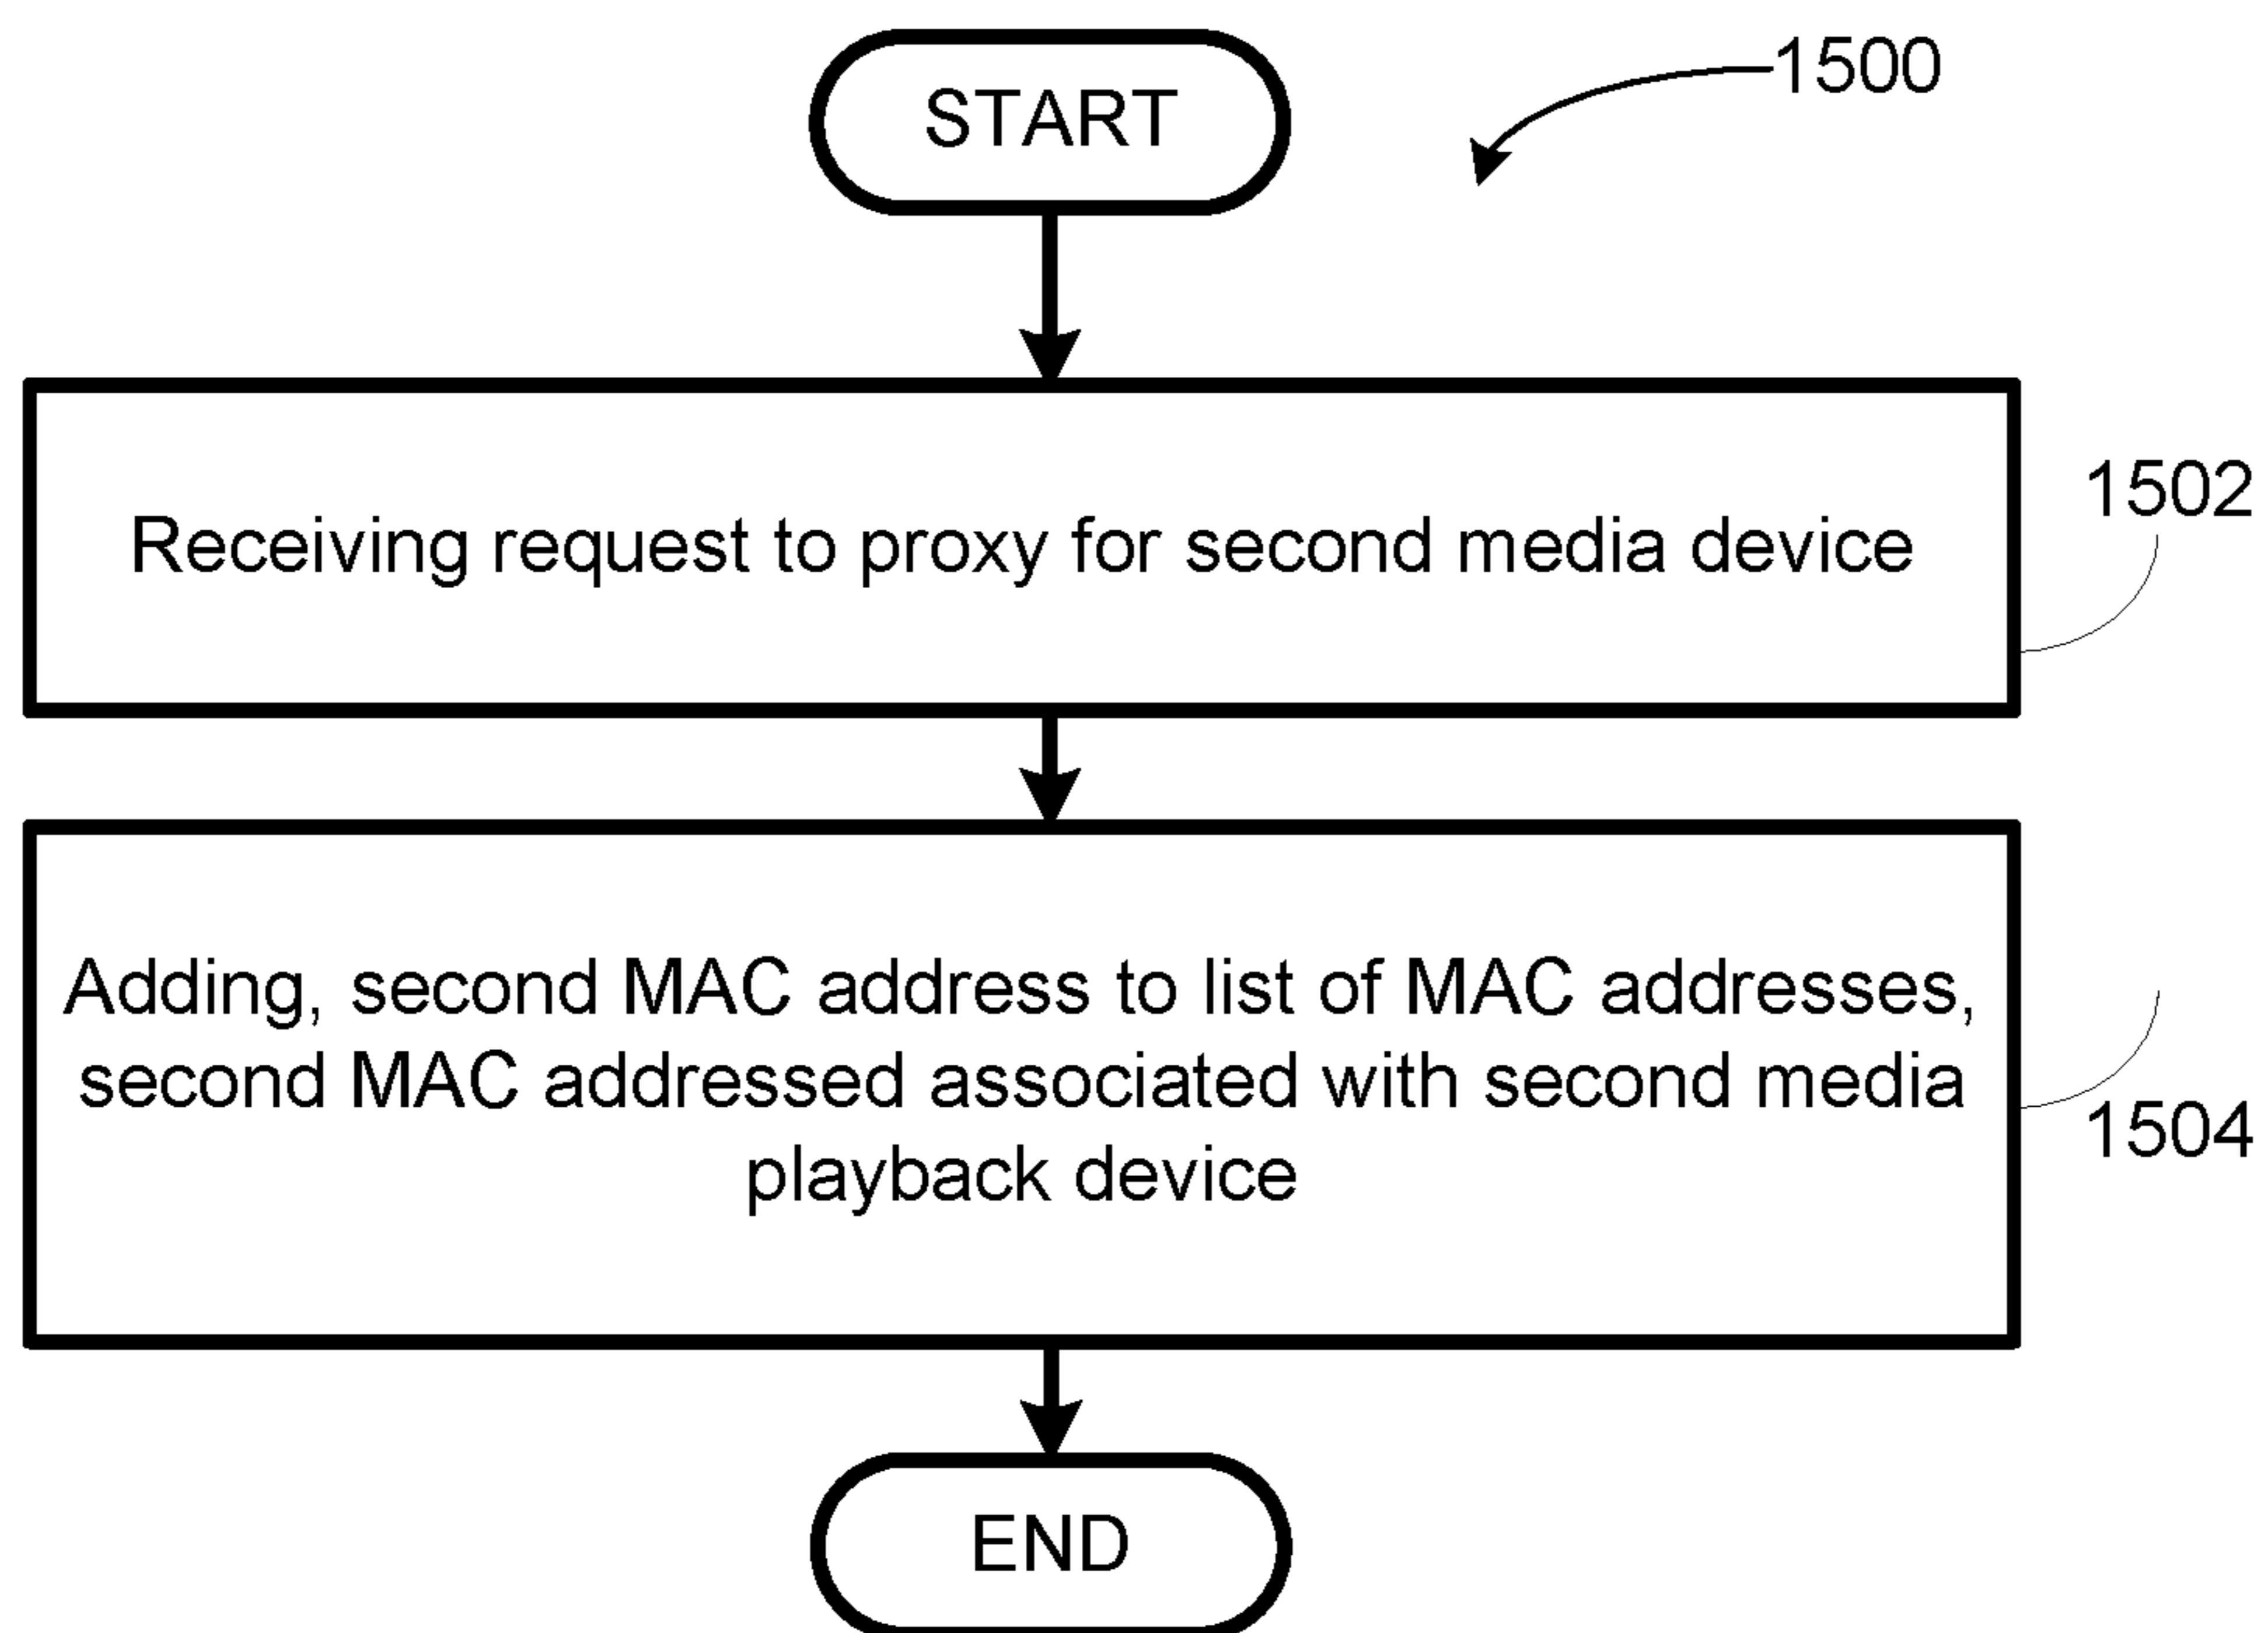 START
1500
Receiving request to proxy for second media device
1502
Adding, second MAC address to list of MAC addresses,
second MAC addressed associated with second media
playback device
1504
END